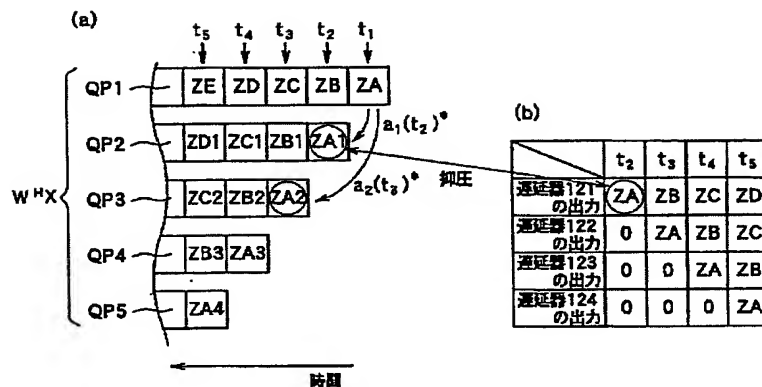 (a)
t₅ t₄ t₃ t₂ t₁
QP1 ZE ZD ZC ZB ZA
QP2 ZD1 ZC1 ZB1 ZA1
a₁(t₂)*
QP3 ZC2 ZB2 ZA2
a₂(t₃)*
QP4 ZB3 ZA3
QP5 ZA4
WᴴX
時間
抑圧
(b)
t₂ t₃ t₄ t₅
遅延器121
の出力 ZA ZB ZC ZD
遅延器122
の出力 0 ZA ZB ZC
遅延器123
の出力 0 0 ZA ZB
遅延器124
の出力 0 0 0 ZA